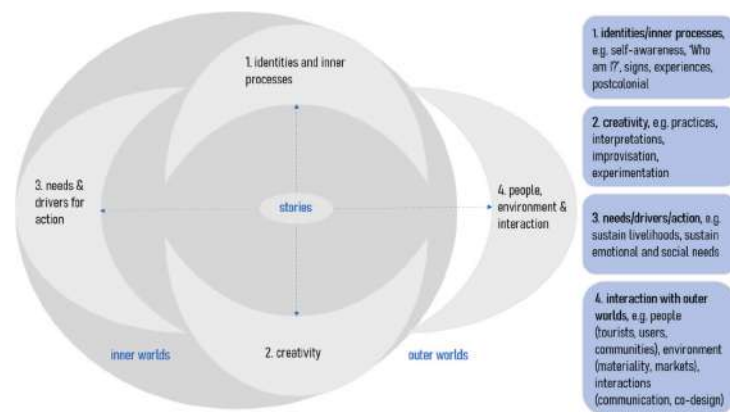 1. identities and inner
processes
3. needs &
drivers for
action
stories
4. people,
environment &
interaction
inner worlds
2. creativity
outer worlds
1. identities/inner processes,
e.g. self-awareness, 'Who
am I?', signs, experiences,
postcolonial
2. creativity, e.g. practices,
interpretations,
improvisation,
experimentation
3. needs/drivers/action, e.g.
sustain livelihoods, sustain
emotional and social needs
4. interaction with outer
worlds, e.g. people
(tourists, users,
communities), environment
(materiality, markets),
interactions
(communication, co-design)